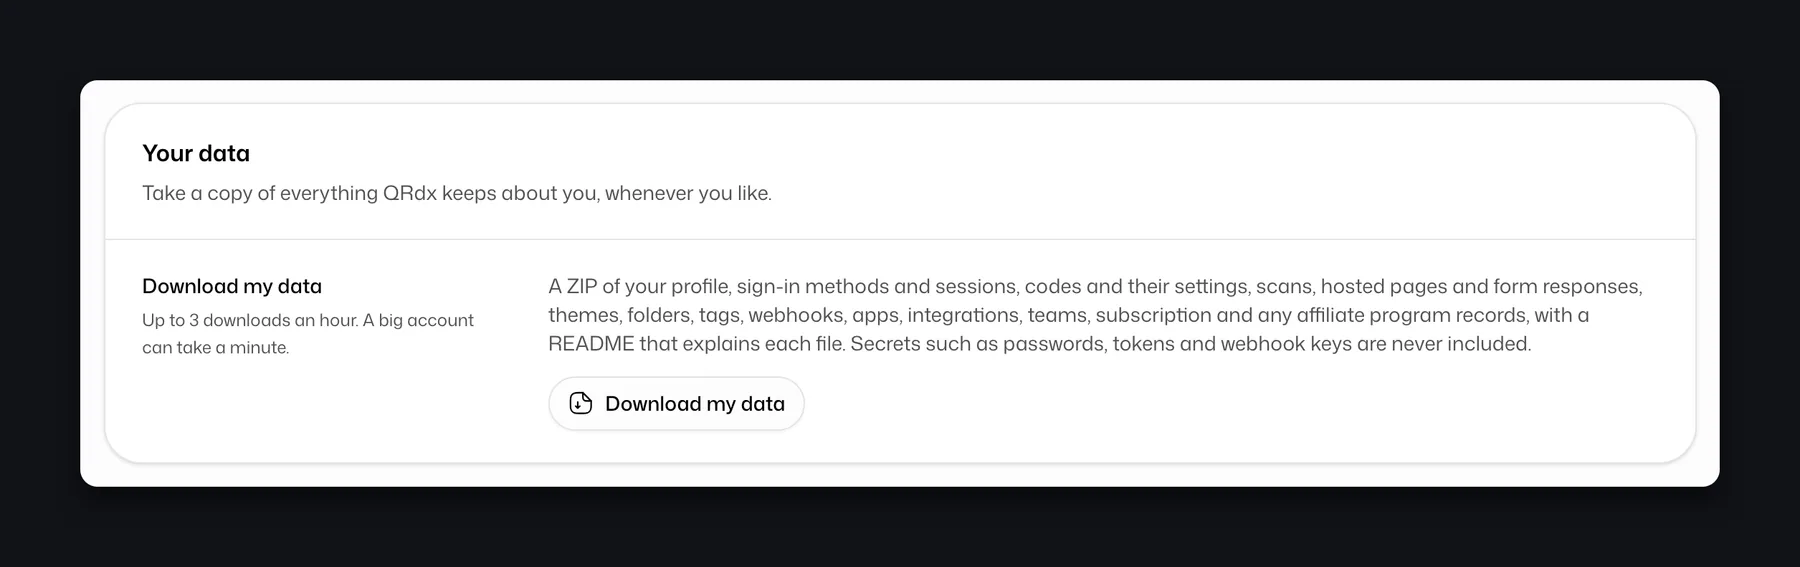 Your data
Take a copy of everything QRdx keeps about you, whenever you like.
Download my data
Up to 3 downloads an hour. A big account
can take a minute.
A ZIP of your profile, sign-in methods and sessions, codes and their settings, scans, hosted pages and form responses,
themes, folders, tags, webhooks, apps, integrations, teams, subscription and any affiliate program records, with a
README that explains each file. Secrets such as passwords, tokens and webhook keys are never included.
Download my data